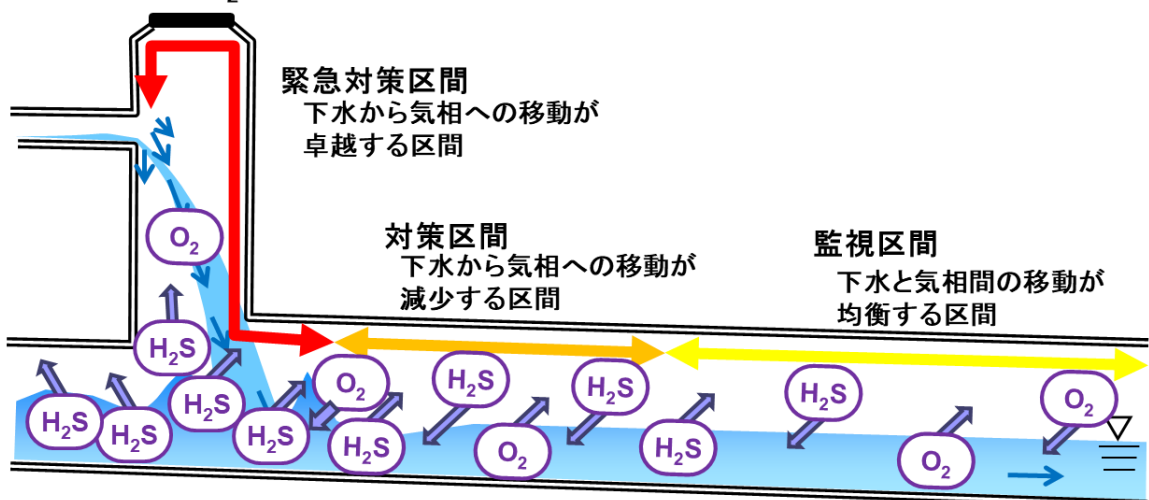 緊急対策区間
下水から気相への移動が
卓越する区間
対策区間
下水から気相への移動が
減少する区間
監視区間
下水と気相間の移動が
均衡する区間
O2
H2S
H2S
H2S
H2S
H2S
O2
H2S
H2S
O2
H2S
H2S
H2S
O2
O2